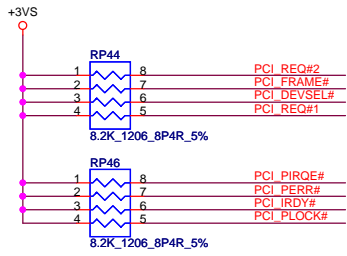 +3VS
RP44
1 8 PCI_REQ#2
2 7 PCI_FRAME#
3 6 PCI_DEVSEL#
4 5 PCI_REQ#1
8.2K_1206_8P4R_5%
RP46
1 8 PCI_PIRQE#
2 7 PCI_PERR#
3 6 PCI_IRDY#
4 5 PCI_PLOCK#
8.2K_1206_8P4R_5%